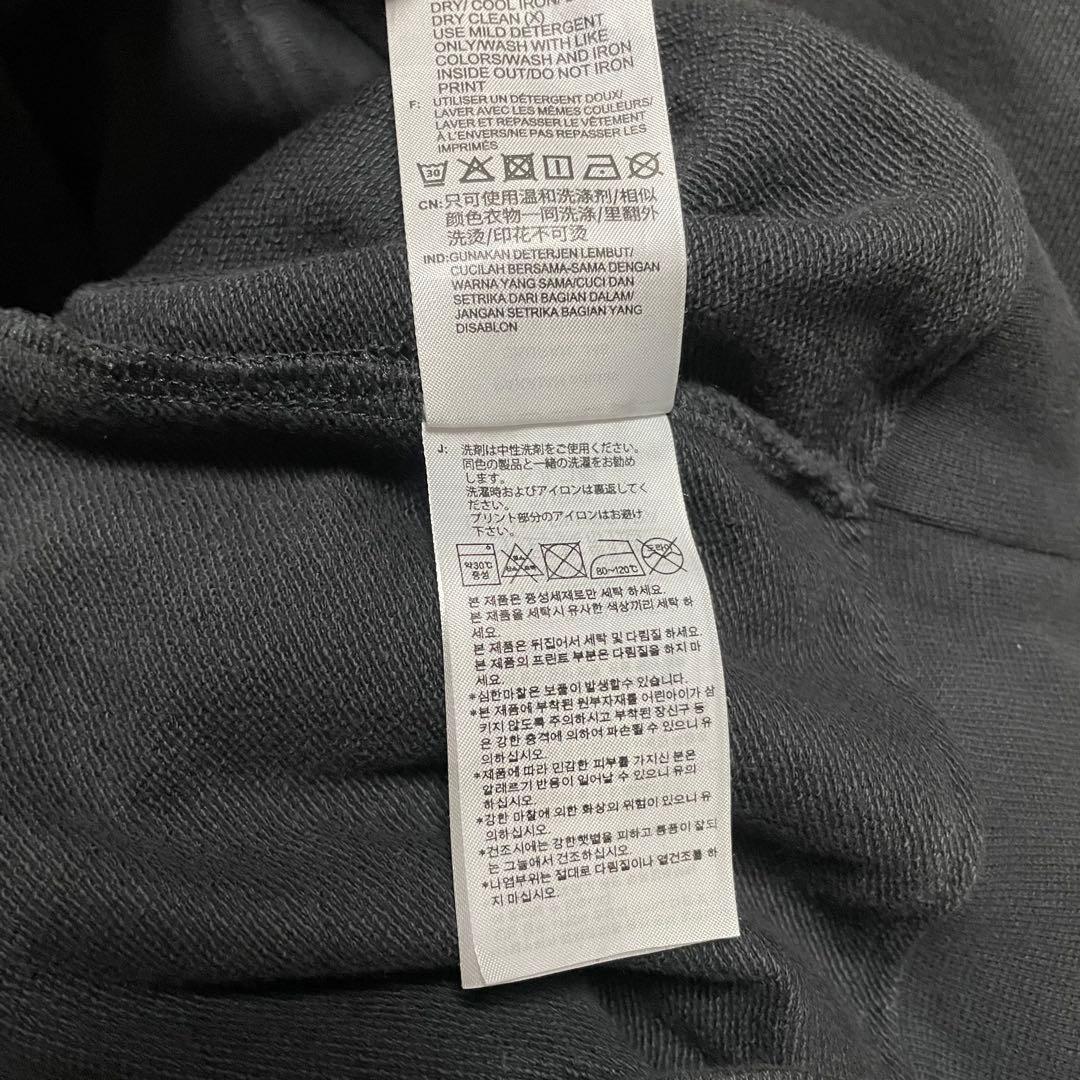 DRY/ COOL IRON/
DRY CLEAN (X)
USE MILD DETERGENT
ONLY/WASH WITH LIKE
COLORS/WASH AND IRON
INSIDE OUT/DO NOT IRON
PRINT
F: UTILISER UN DÉTERGENT DOUX/
LAVER AVEC LES MÊMES COULEURS/
LAVER ET REPASSER LE VÊTEMENT
À L'ENVERS/NE PAS REPASSER LES
IMPRIMÉS
30
CN: 只可使用温和洗涤剂/相似
颜色衣物一同洗涤/里翻外
洗烫/印花不可烫
IND: GUNAKAN DETERJEN LEMBUT/
CUCILAH BERSAMA-SAMA DENGAN
WARNA YANG SAMA/CUCI DAN
SETRIKA DARI BAGIAN DALAM/
JANGAN SETRIKA BAGIAN YANG
DISABLON
J: 洗剤は中性洗剤をご使用ください。
同色の製品と一緒の洗濯をお勧め
します。
洗濯時およびアイロンは裏返してく
ださい。
プリント部分のアイロンはお避け
下さい。
약30℃ 중성 80~120℃ 드라이
본 제품은 중성세제로만 세탁 하세요.
본 제품을 세탁시 유사한 색상끼리 세탁 하
세요.
본 제품은 뒤집어서 세탁 및 다림질 하세요.
본 제품의 프린트 부분은 다림질을 하지 마
세요.
*심한마찰은 보풀이 발생할수 있습니다.
*본 제품에 부착된 원부자재를 어린아이가 삼
키지 않도록 주의하시고 부착된 장신구 등
은 강한 충격에 의하여 파손될 수 있으니 유
의하십시오.
*제품에 따라 민감한 피부를 가지신 분은
알레르기 반응이 일어날 수 있으니 유의
하십시오.
*강한 마찰에 의한 화상의 위험이 있으니 유
의하십시오.
*건조시에는 강한햇볕을 피하고 통풍이 잘되
는 그늘에서 건조하십시오.
*나염부위는 절대로 다림질이나 열건조를 하
지 마십시오.